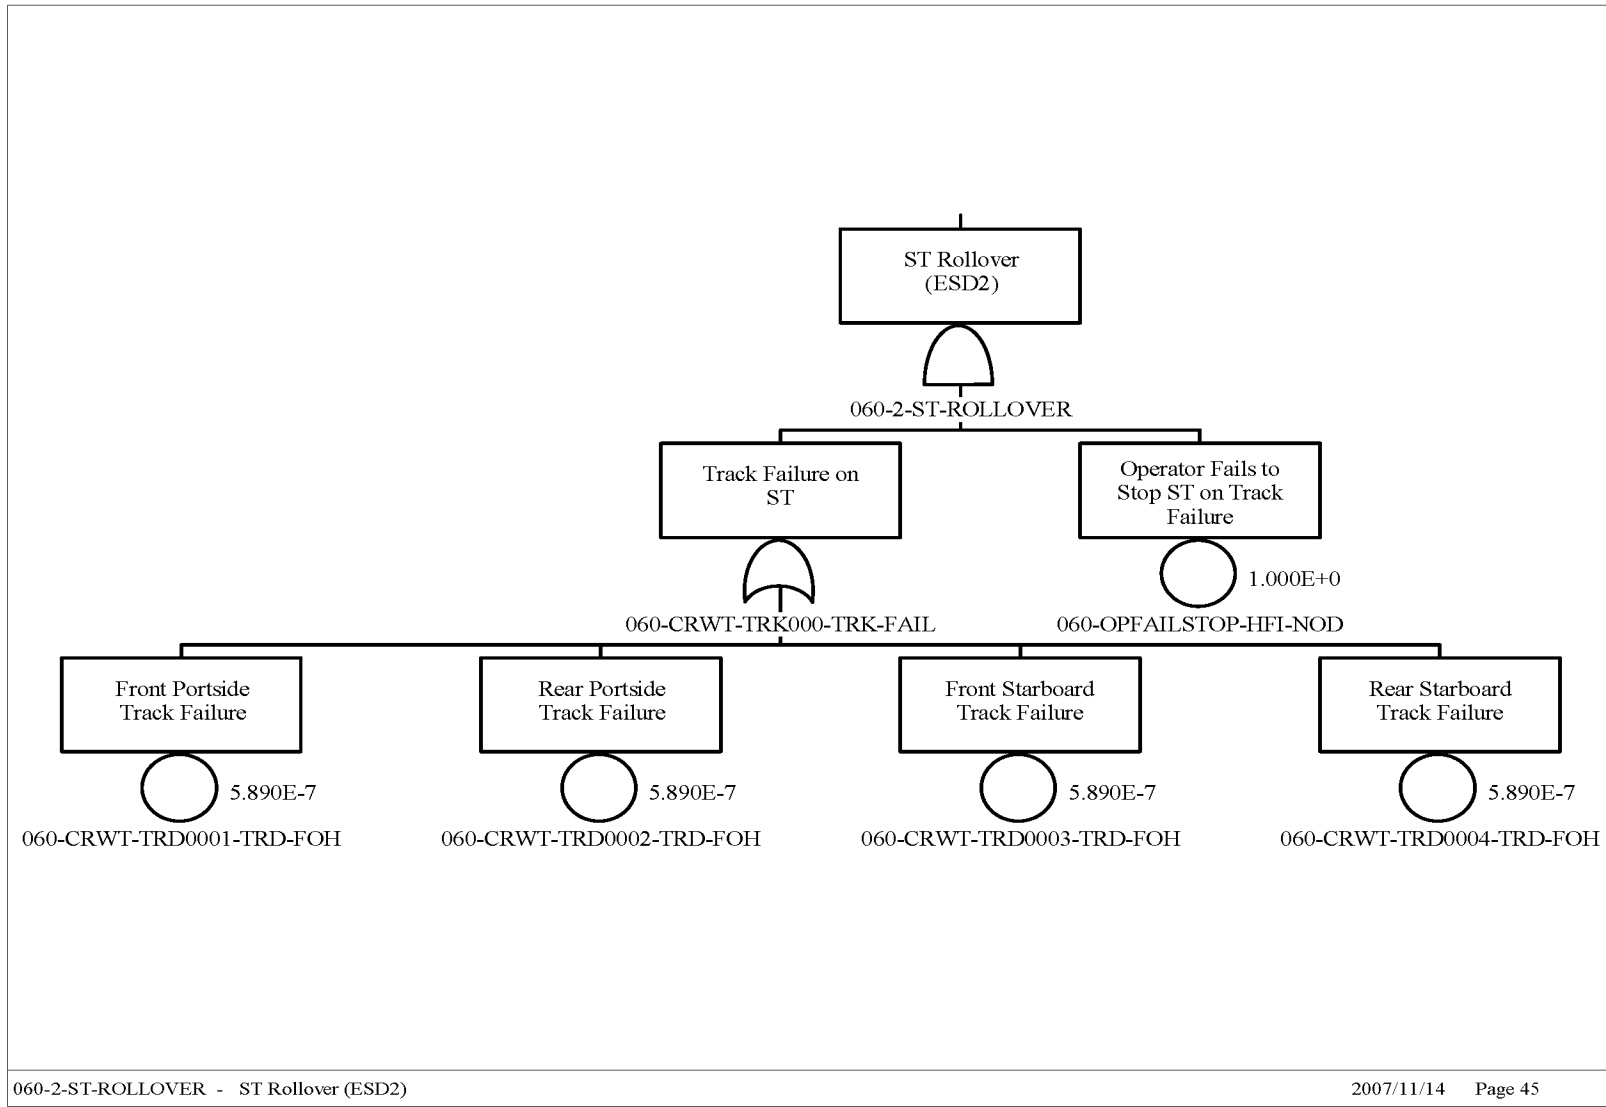 ST Rollover
(ESD2)
060-2-ST-ROLLOVER
Track Failure on
ST
Operator Fails to
Stop ST on Track
Failure
1.000E+0
060-CRWT-TRK000-TRK-FAIL
060-OPFAILSTOP-HFI-NOD
Front Portside
Track Failure
Rear Portside
Track Failure
Front Starboard
Track Failure
Rear Starboard
Track Failure
5.890E-7
5.890E-7
5.890E-7
5.890E-7
060-CRWT-TRD0001-TRD-FOH
060-CRWT-TRD0002-TRD-FOH
060-CRWT-TRD0003-TRD-FOH
060-CRWT-TRD0004-TRD-FOH
060-2-ST-ROLLOVER - ST Rollover (ESD2)
2007/11/14 Page 45